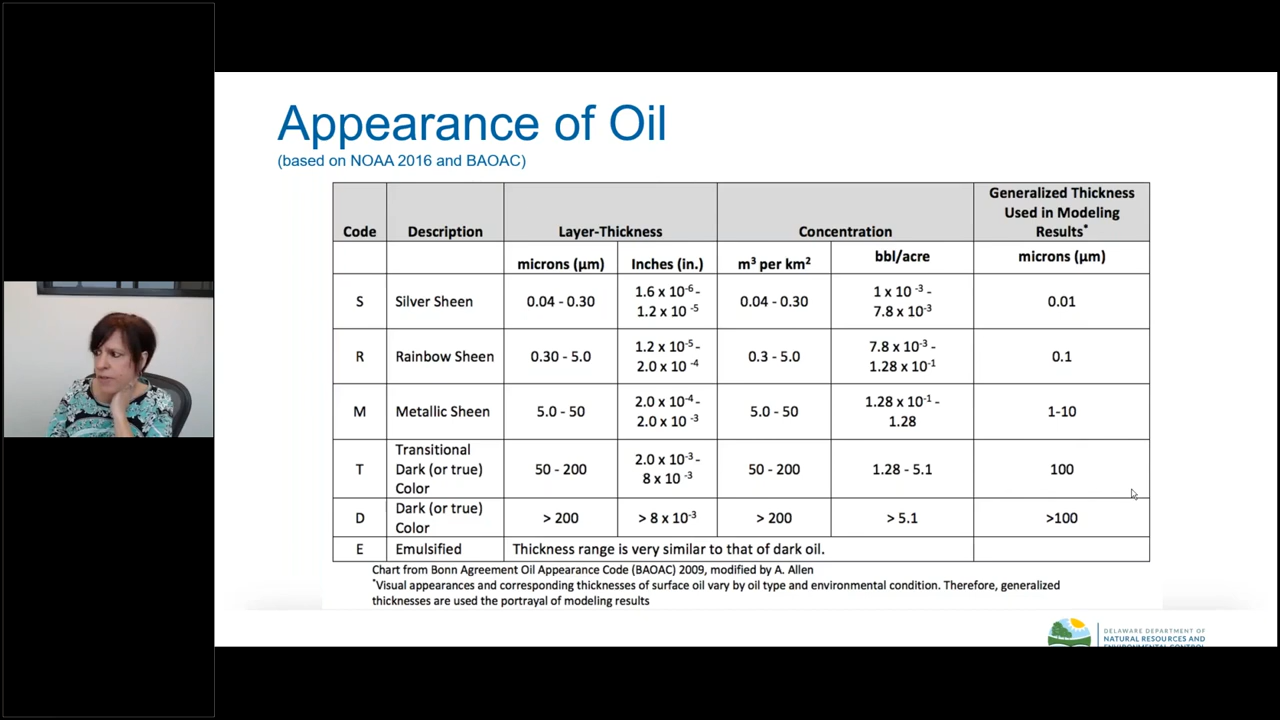 Appearance of Oil
(based on NOAA 2016 and BAOAC)
Generalized Thickness
Used in Modeling
Code Description Layer-Thickness Concentration Results*
microns (µm) Inches (in.) m³ per km² bbl/acre microns (µm)
S Silver Sheen 0.04 - 0.30 1.6 x 10⁻⁶ - 0.04 - 0.30 1 x 10 ⁻³ - 0.01
1.2 x 10 ⁻⁵ 7.8 x 10⁻³
R Rainbow Sheen 0.30 - 5.0 1.2 x 10⁻⁵ - 0.3 - 5.0 7.8 x 10⁻³ - 0.1
2.0 x 10 ⁻⁴ 1.28 x 10⁻¹
M Metallic Sheen 5.0 - 50 2.0 x 10⁻⁴ - 5.0 - 50 1.28 x 10⁻¹ - 1-10
2.0 x 10 ⁻³ 1.28
Transitional
T Dark (or true) 50 - 200 2.0 x 10⁻³ - 50 - 200 1.28 - 5.1 100
Color 8 x 10 ⁻³
D Dark (or true) > 200 > 8 x 10⁻³ > 200 > 5.1 >100
Color
E Emulsified Thickness range is very similar to that of dark oil.
Chart from Bonn Agreement Oil Appearance Code (BAOAC) 2009, modified by A. Allen
*Visual appearances and corresponding thicknesses of surface oil vary by oil type and environmental condition. Therefore, generalized
thicknesses are used the portrayal of modeling results
DELAWARE DEPARTMENT OF
NATURAL RESOURCES AND
ENVIRONMENTAL CONTROL